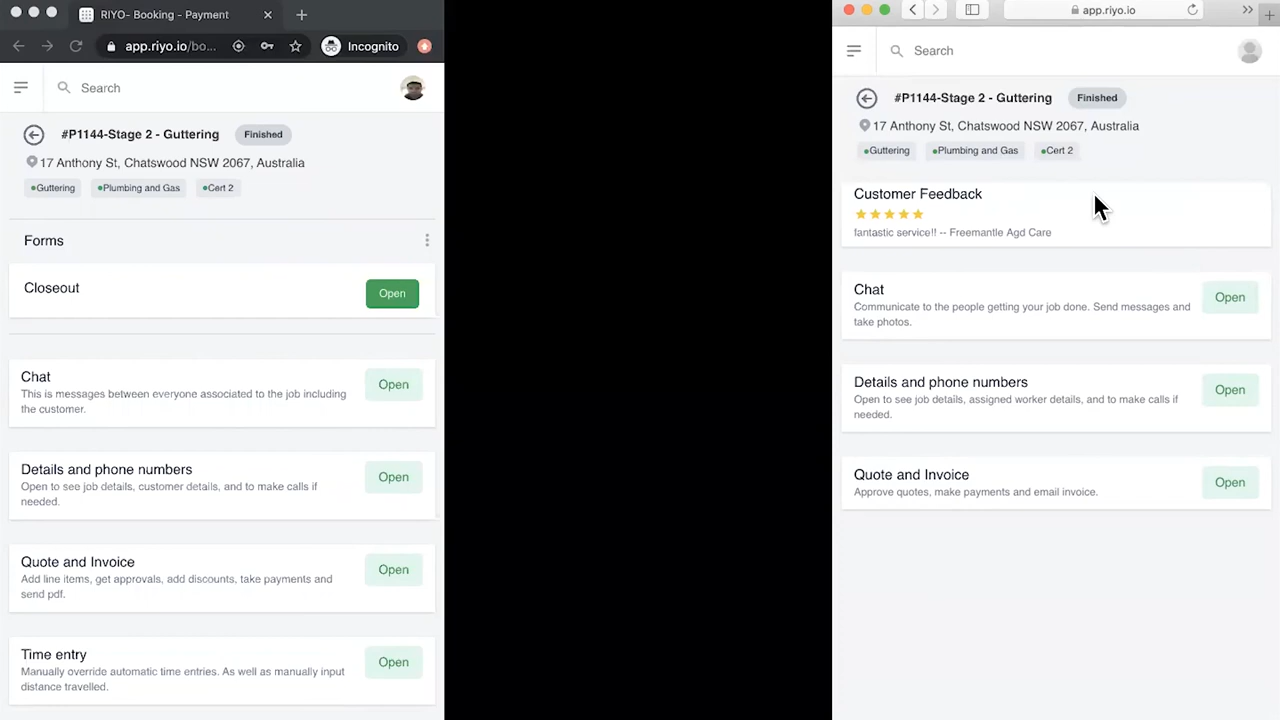 RIYO- Booking - Payment
app.riyo.io/bo...
Incognito
Search
#P1144-Stage 2 - Guttering
Finished
17 Anthony St, Chatswood NSW 2067, Australia
Guttering
Plumbing and Gas
Cert 2
Forms
Closeout
Open
Chat
This is messages between everyone associated to the job including
the customer.
Open
Details and phone numbers
Open to see job details, customer details, and to make calls if
needed.
Open
Quote and Invoice
Add line items, get approvals, add discounts, take payments and
send pdf.
Open
Time entry
Manually override automatic time entries. As well as manually input
distance travelled.
Open
app.riyo.io
Search
#P1144-Stage 2 - Guttering
Finished
17 Anthony St, Chatswood NSW 2067, Australia
Guttering
Plumbing and Gas
Cert 2
Customer Feedback
fantastic service!! -- Freemantle Agd Care
Chat
Communicate to the people getting your job done. Send messages and
take photos.
Open
Details and phone numbers
Open to see job details, assigned worker details, and to make calls if
needed.
Open
Quote and Invoice
Approve quotes, make payments and email invoice.
Open